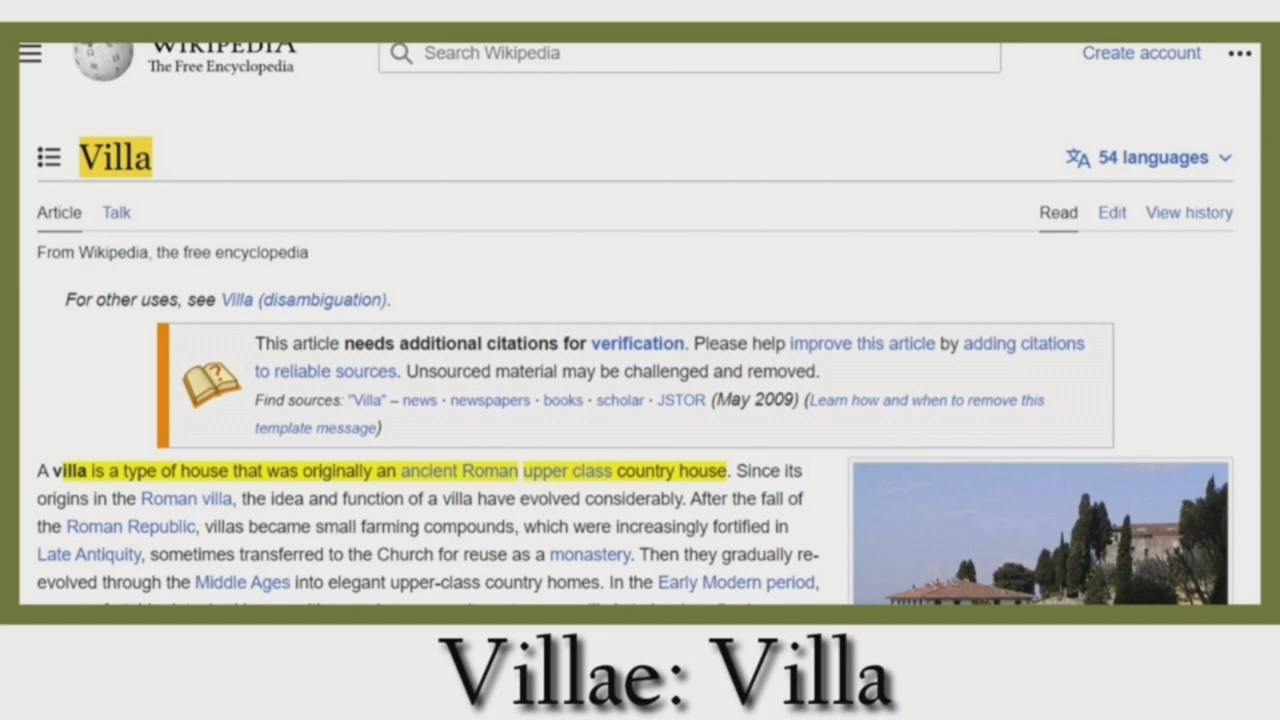 WIKIPEDIA
The Free Encyclopedia
Search Wikipedia
Create account
Villa
54 languages
Article Talk
Read Edit View history
From Wikipedia, the free encyclopedia
For other uses, see Villa (disambiguation).
This article needs additional citations for verification. Please help improve this article by adding citations
to reliable sources. Unsourced material may be challenged and removed.
Find sources: "Villa" – news · newspapers · books · scholar · JSTOR (May 2009) (Learn how and when to remove this
template message)
A villa is a type of house that was originally an ancient Roman upper class country house. Since its
origins in the Roman villa, the idea and function of a villa have evolved considerably. After the fall of
the Roman Republic, villas became small farming compounds, which were increasingly fortified in
Late Antiquity, sometimes transferred to the Church for reuse as a monastery. Then they gradually re-
evolved through the Middle Ages into elegant upper-class country homes. In the Early Modern period,
Villae: Villa